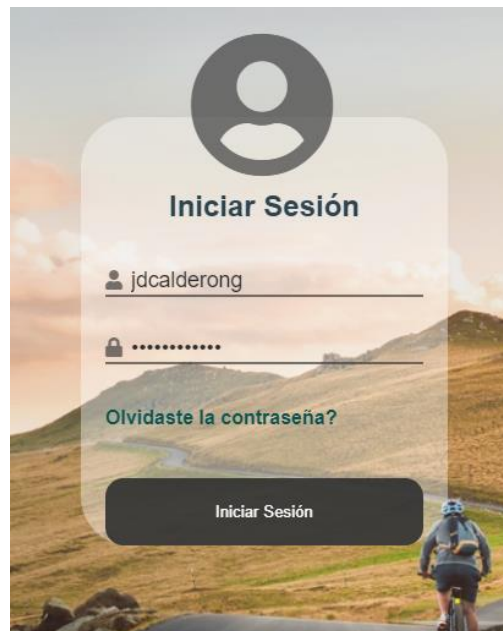 Iniciar Sesión
jdcalderong
••••••••••••
Olvidaste la contraseña?
Iniciar Sesión